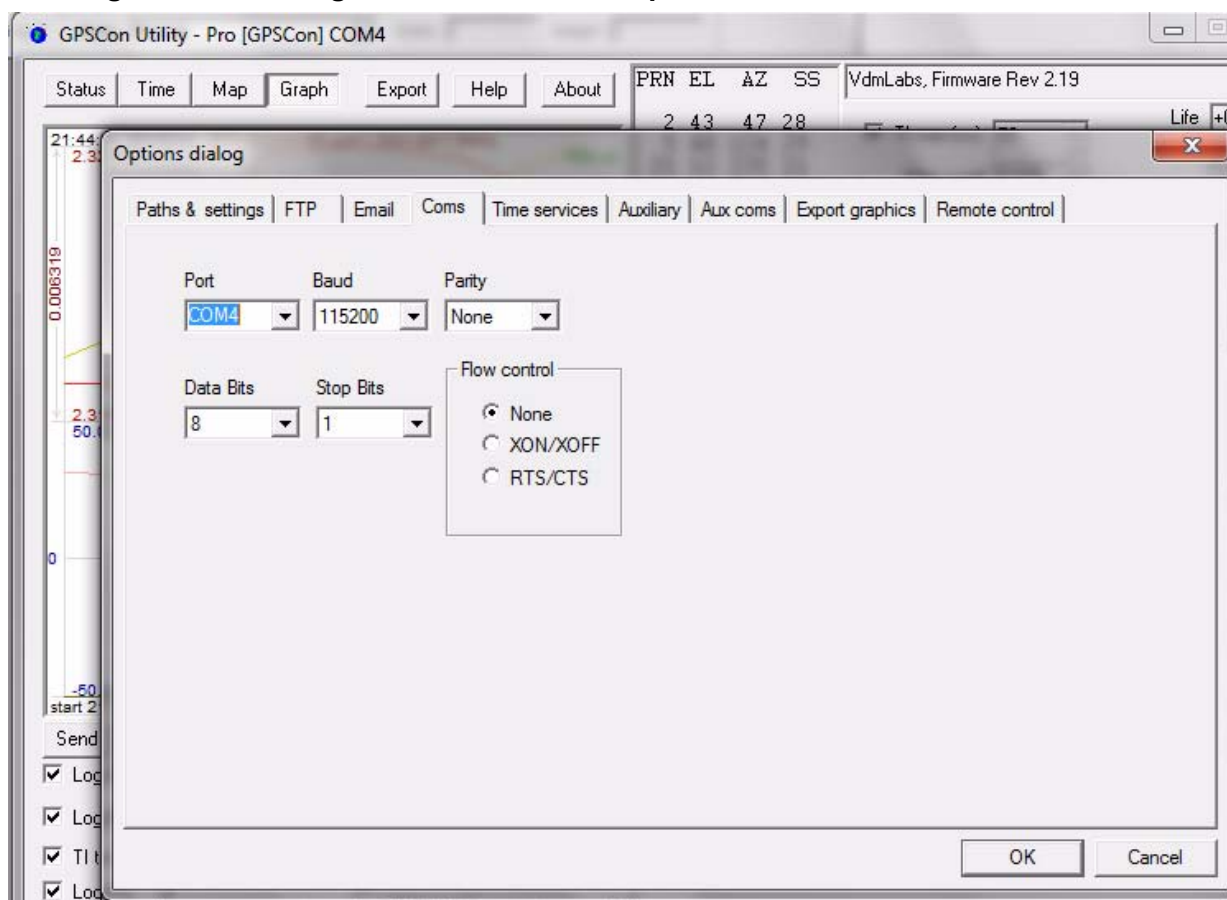 GPSCon Utility - Pro [GPSCon] COM4
Status Time Map Graph Export Help About
PRN EL AZ SS
VdmLabs, Firmware Rev 2.19
2 43 47 28
Life
21:44:
Options dialog
Paths & settings FTP Email Coms Time services Auxiliary Aux coms Export graphics Remote control
0.006319
Port Baud Parity
COM4 115200 None
Data Bits Stop Bits Flow control
8 1
None
XON/XOFF
RTS/CTS
0
start
Send
OK Cancel